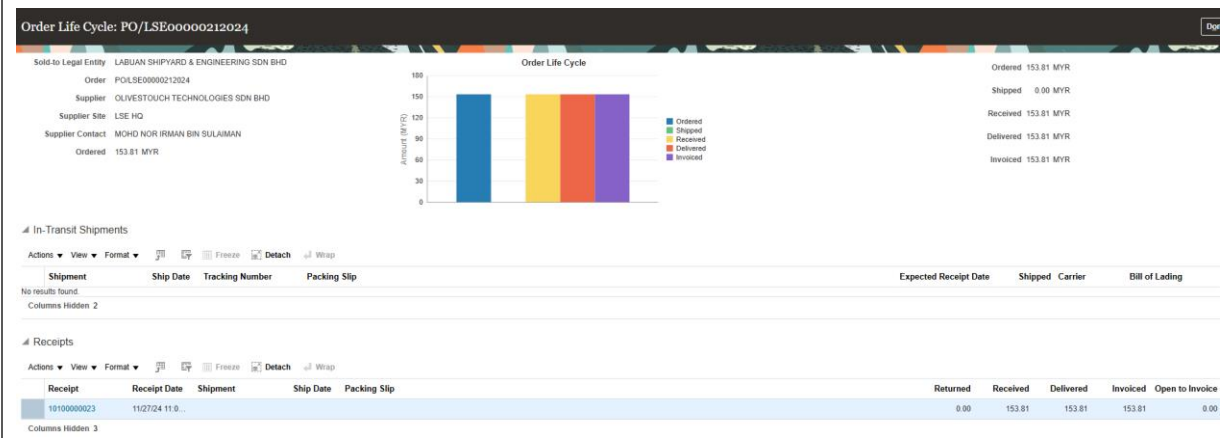 Order Life Cycle: PO/LSE00000212024
Don
Sold-to Legal Entity LABUAN SHIPYARD & ENGINEERING SDN BHD
Order PO/LSE00000212024
Supplier OLIVESTOUCH TECHNOLOGIES SDN BHD
Supplier Site LSE HQ
Supplier Contact MOHD NOR IRMAN BIN SULAIMAN
Ordered 153.81 MYR
Order Life Cycle
Amount (MYR)
180
150
120
90
60
30
0
Ordered
Shipped
Received
Delivered
Invoiced
Ordered 153.81 MYR
Shipped 0.00 MYR
Received 153.81 MYR
Delivered 153.81 MYR
Invoiced 153.81 MYR
In-Transit Shipments
Actions View Format Freeze Detach Wrap
Shipment Ship Date Tracking Number Packing Slip Expected Receipt Date Shipped Carrier Bill of Lading
No results found.
Columns Hidden 2
Receipts
Actions View Format Freeze Detach Wrap
Receipt Receipt Date Shipment Ship Date Packing Slip Returned Received Delivered Invoiced Open to Invoice
10100000023 11/27/24 11:0... 0.00 153.81 153.81 153.81 0.00
Columns Hidden 3